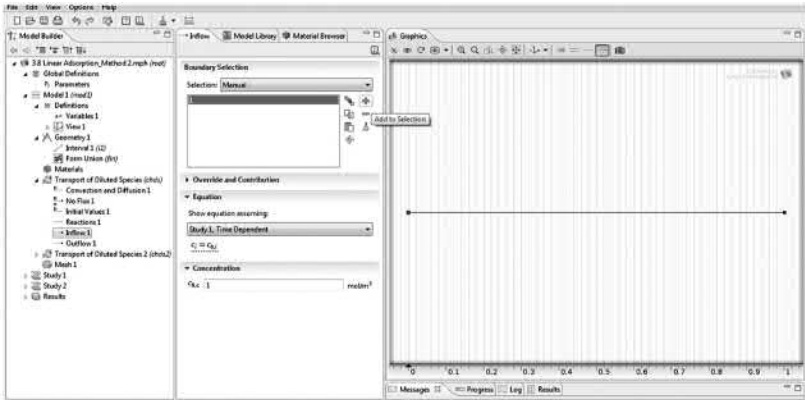 File Edit View Options Help
Model Builder
3.8 Linear Adsorption_Method 2.mph (root)
Global Definitions
Parameters
Model 1 (mod1)
Definitions
Variables 1
View 1
Geometry 1
Interval 1 (i1)
Form Union (fin)
Materials
Transport of Diluted Species (chds)
Convection and Diffusion 1
No Flux 1
Initial Values 1
Reactions 1
Inflow 1
Outflow 1
Transport of Diluted Species 2 (chds2)
Mesh 1
Study 1
Study 2
Results
Inflow Model Library Material Browser
Boundary Selection
Selection: Manual
1
Add to Selection
Override and Contribution
Equation
Show equation assuming:
Study 1, Time Dependent
cᵢ = c₀,ᵢ
Concentration
c₀,c 1 mol/m³
Graphics
0 0.1 0.2 0.3 0.4 0.5 0.6 0.7 0.8 0.9 1
Messages Progress Log Results